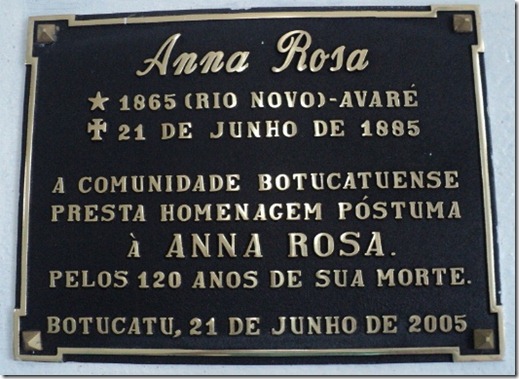 Anna Rosa
★ 1865 (RIO NOVO)-AVARÉ
✝ 21 DE JUNHO DE 1885
A COMUNIDADE BOTUCATUENSE
PRESTA HOMENAGEM PÓSTUMA
À ANNA ROSA.
PELOS 120 ANOS DE SUA MORTE.
BOTUCATU, 21 DE JUNHO DE 2005